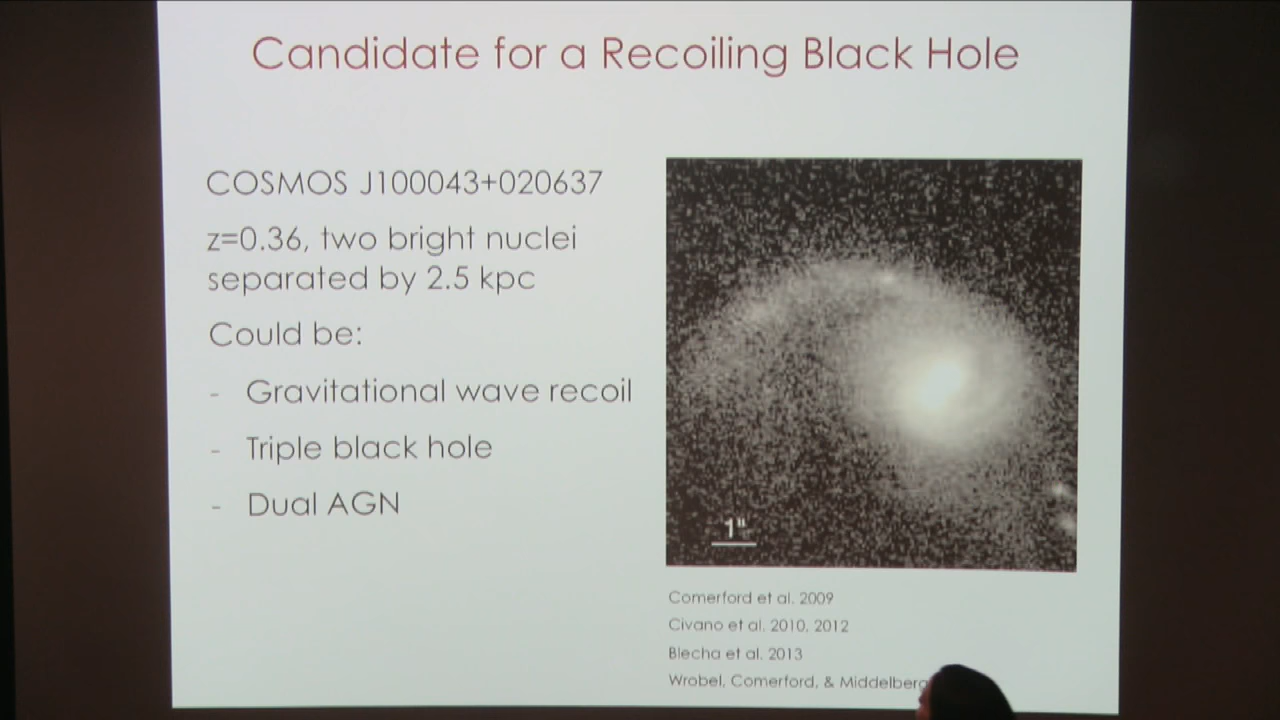 Candidate for a Recoiling Black Hole
COSMOS J100043+020637
z=0.36, two bright nuclei
separated by 2.5 kpc
Could be:
- Gravitational wave recoil
- Triple black hole
- Dual AGN
1"
Comerford et al. 2009
Civano et al. 2010, 2012
Blecha et al. 2013
Wrobel, Comerford, & Middelberg